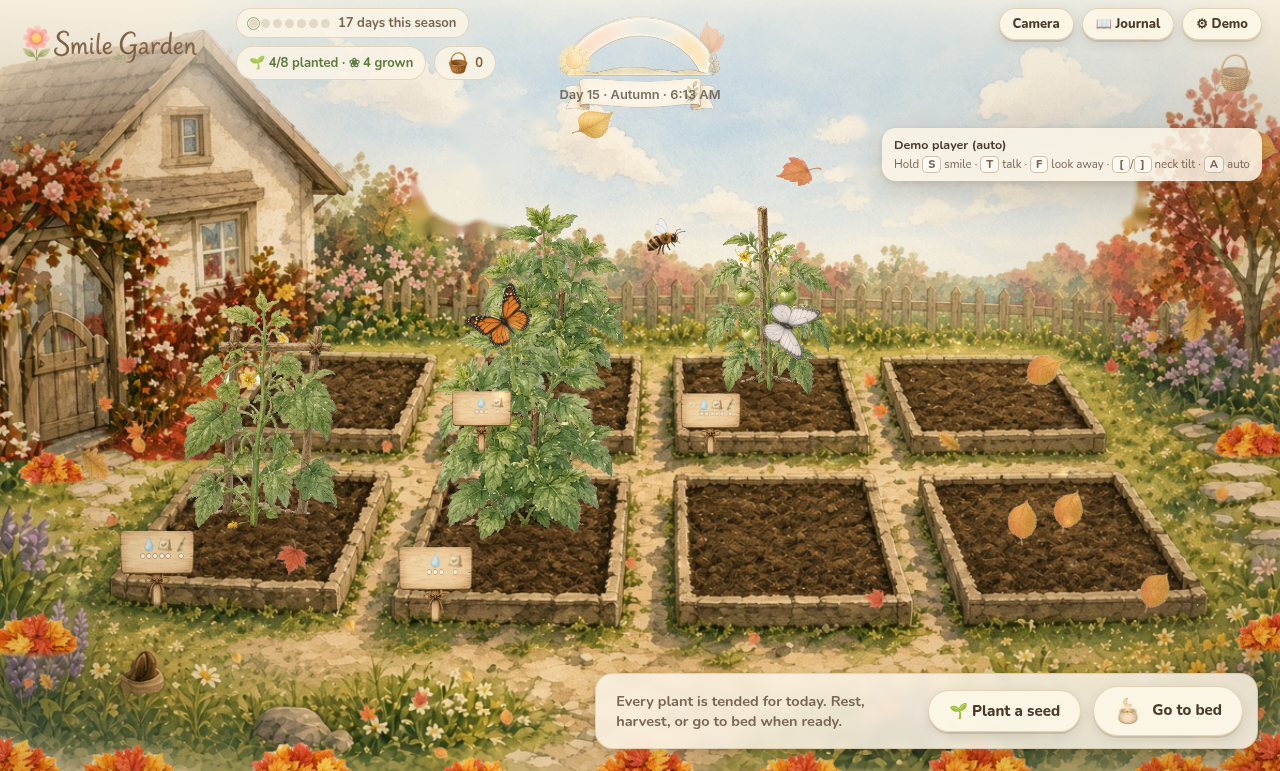 Smile Garden
17 days this season
4/8 planted · 4 grown
0
Day 15 · Autumn · 6:13 AM
Camera
Journal
Demo
Demo player (auto)
Hold S smile · T talk · F look away · [ / ] neck tilt · A auto
Every plant is tended for today. Rest,
harvest, or go to bed when ready.
Plant a seed
Go to bed